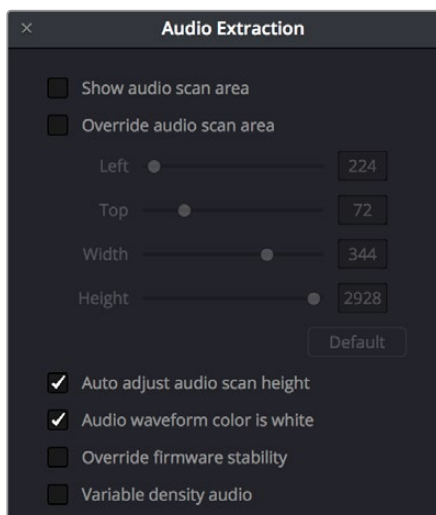 Audio Extraction
Show audio scan area
Override audio scan area
Left 224
Top 72
Width 344
Height 2928
Default
Auto adjust audio scan height
Audio waveform color is white
Override firmware stability
Variable density audio